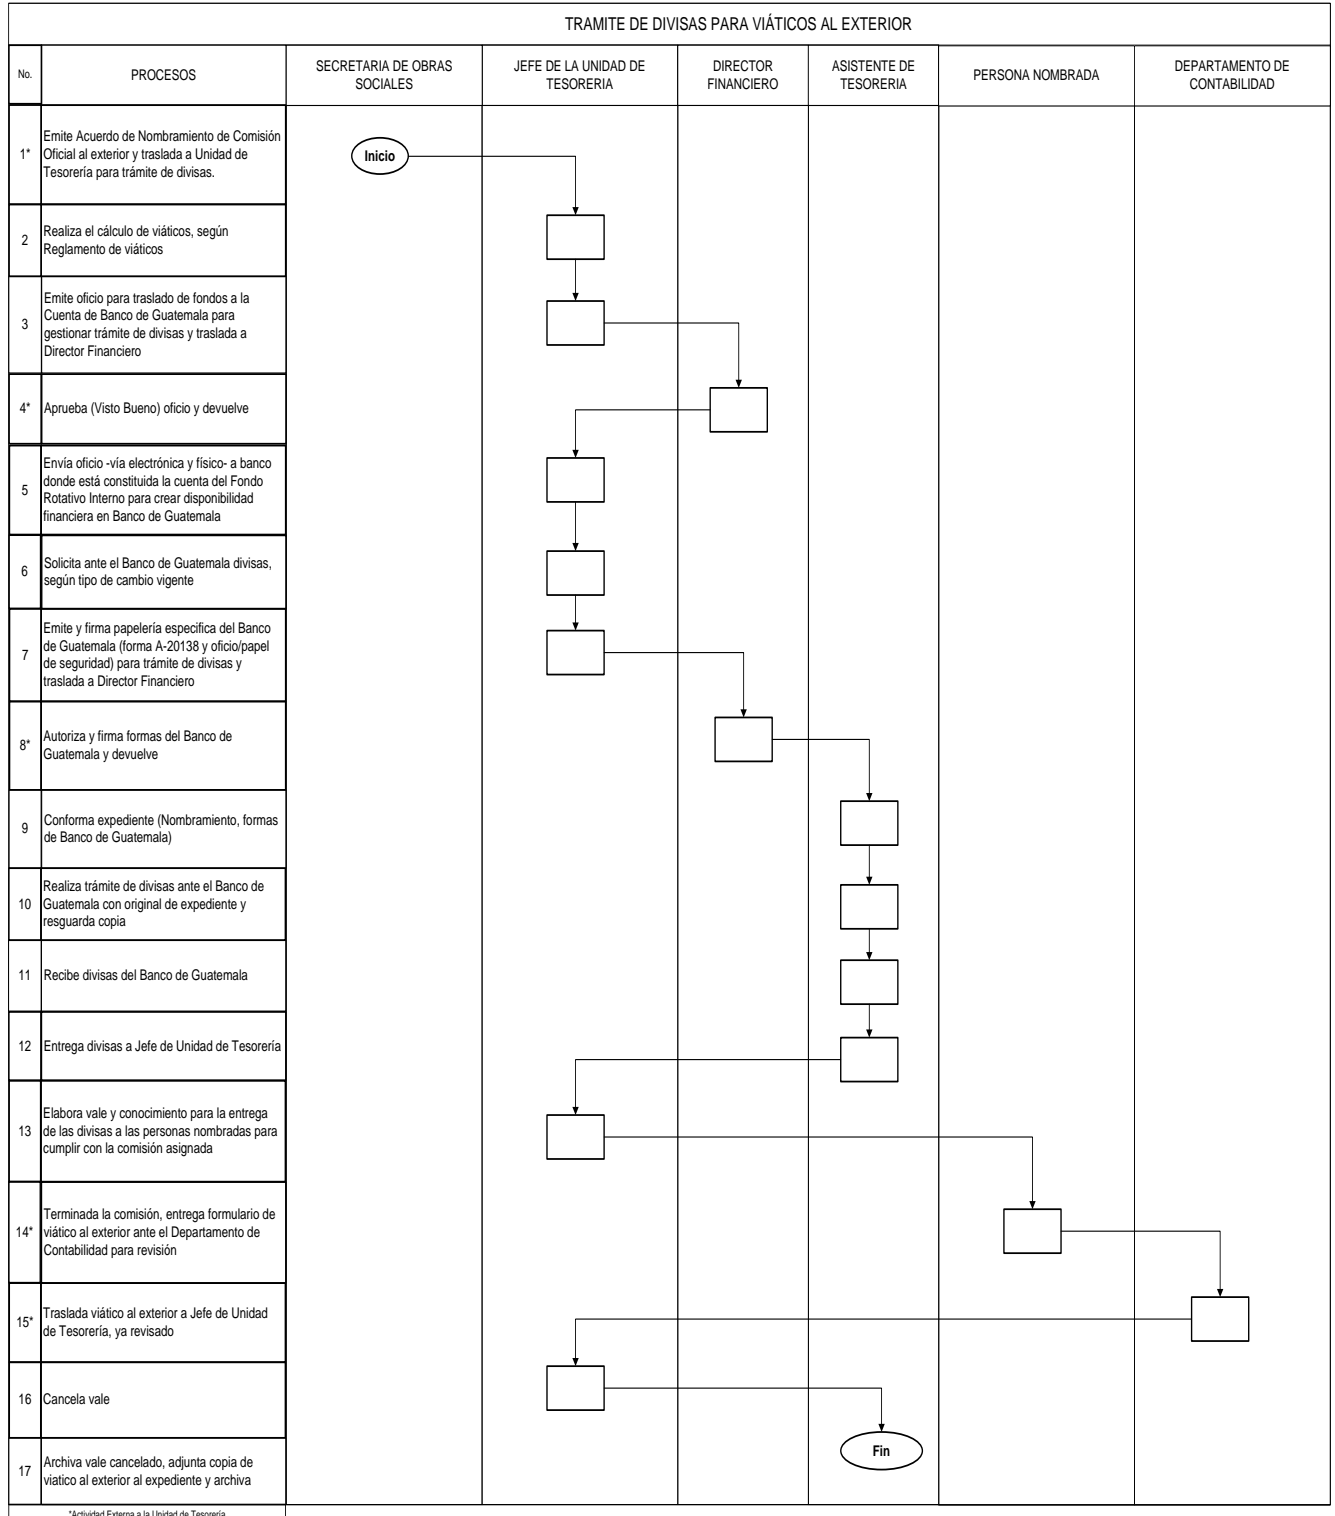 TRAMITE DE DIVISAS PARA VIÁTICOS AL EXTERIOR
No.
PROCESOS
SECRETARIA DE OBRAS
SOCIALES
JEFE DE LA UNIDAD DE
TESORERIA
DIRECTOR
FINANCIERO
ASISTENTE DE
TESORERIA
PERSONA NOMBRADA
DEPARTAMENTO DE
CONTABILIDAD
1*
Emite Acuerdo de Nombramiento de Comisión
Oficial al exterior y traslada a Unidad de
Tesorería para trámite de divisas.
Inicio
2
Realiza el cálculo de viáticos, según
Reglamento de viáticos
3
Emite oficio para traslado de fondos a la
Cuenta de Banco de Guatemala para
gestionar trámite de divisas y traslada a
Director Financiero
4*
Aprueba (Visto Bueno) oficio y devuelve
5
Envía oficio -vía electrónica y físico- a banco
donde está constituida la cuenta del Fondo
Rotativo Interno para crear disponibilidad
financiera en Banco de Guatemala
6
Solicita ante el Banco de Guatemala divisas,
según tipo de cambio vigente
7
Emite y firma papelería especifica del Banco
de Guatemala (forma A-20138 y oficio/papel
de seguridad) para trámite de divisas y
traslada a Director Financiero
8*
Autoriza y firma formas del Banco de
Guatemala y devuelve
9
Conforma expediente (Nombramiento, formas
de Banco de Guatemala)
10
Realiza trámite de divisas ante el Banco de
Guatemala con original de expediente y
resguarda copia
11
Recibe divisas del Banco de Guatemala
12
Entrega divisas a Jefe de Unidad de Tesorería
13
Elabora vale y conocimiento para la entrega
de las divisas a las personas nombradas para
cumplir con la comisión asignada
14*
Terminada la comisión, entrega formulario de
viático al exterior ante el Departamento de
Contabilidad para revisión
15*
Traslada viático al exterior a Jefe de Unidad
de Tesorería, ya revisado
16
Cancela vale
Fin
17
Archiva vale cancelado, adjunta copia de
viatico al exterior al expediente y archiva
*Actividad Externa a la Unidad de Tesorería